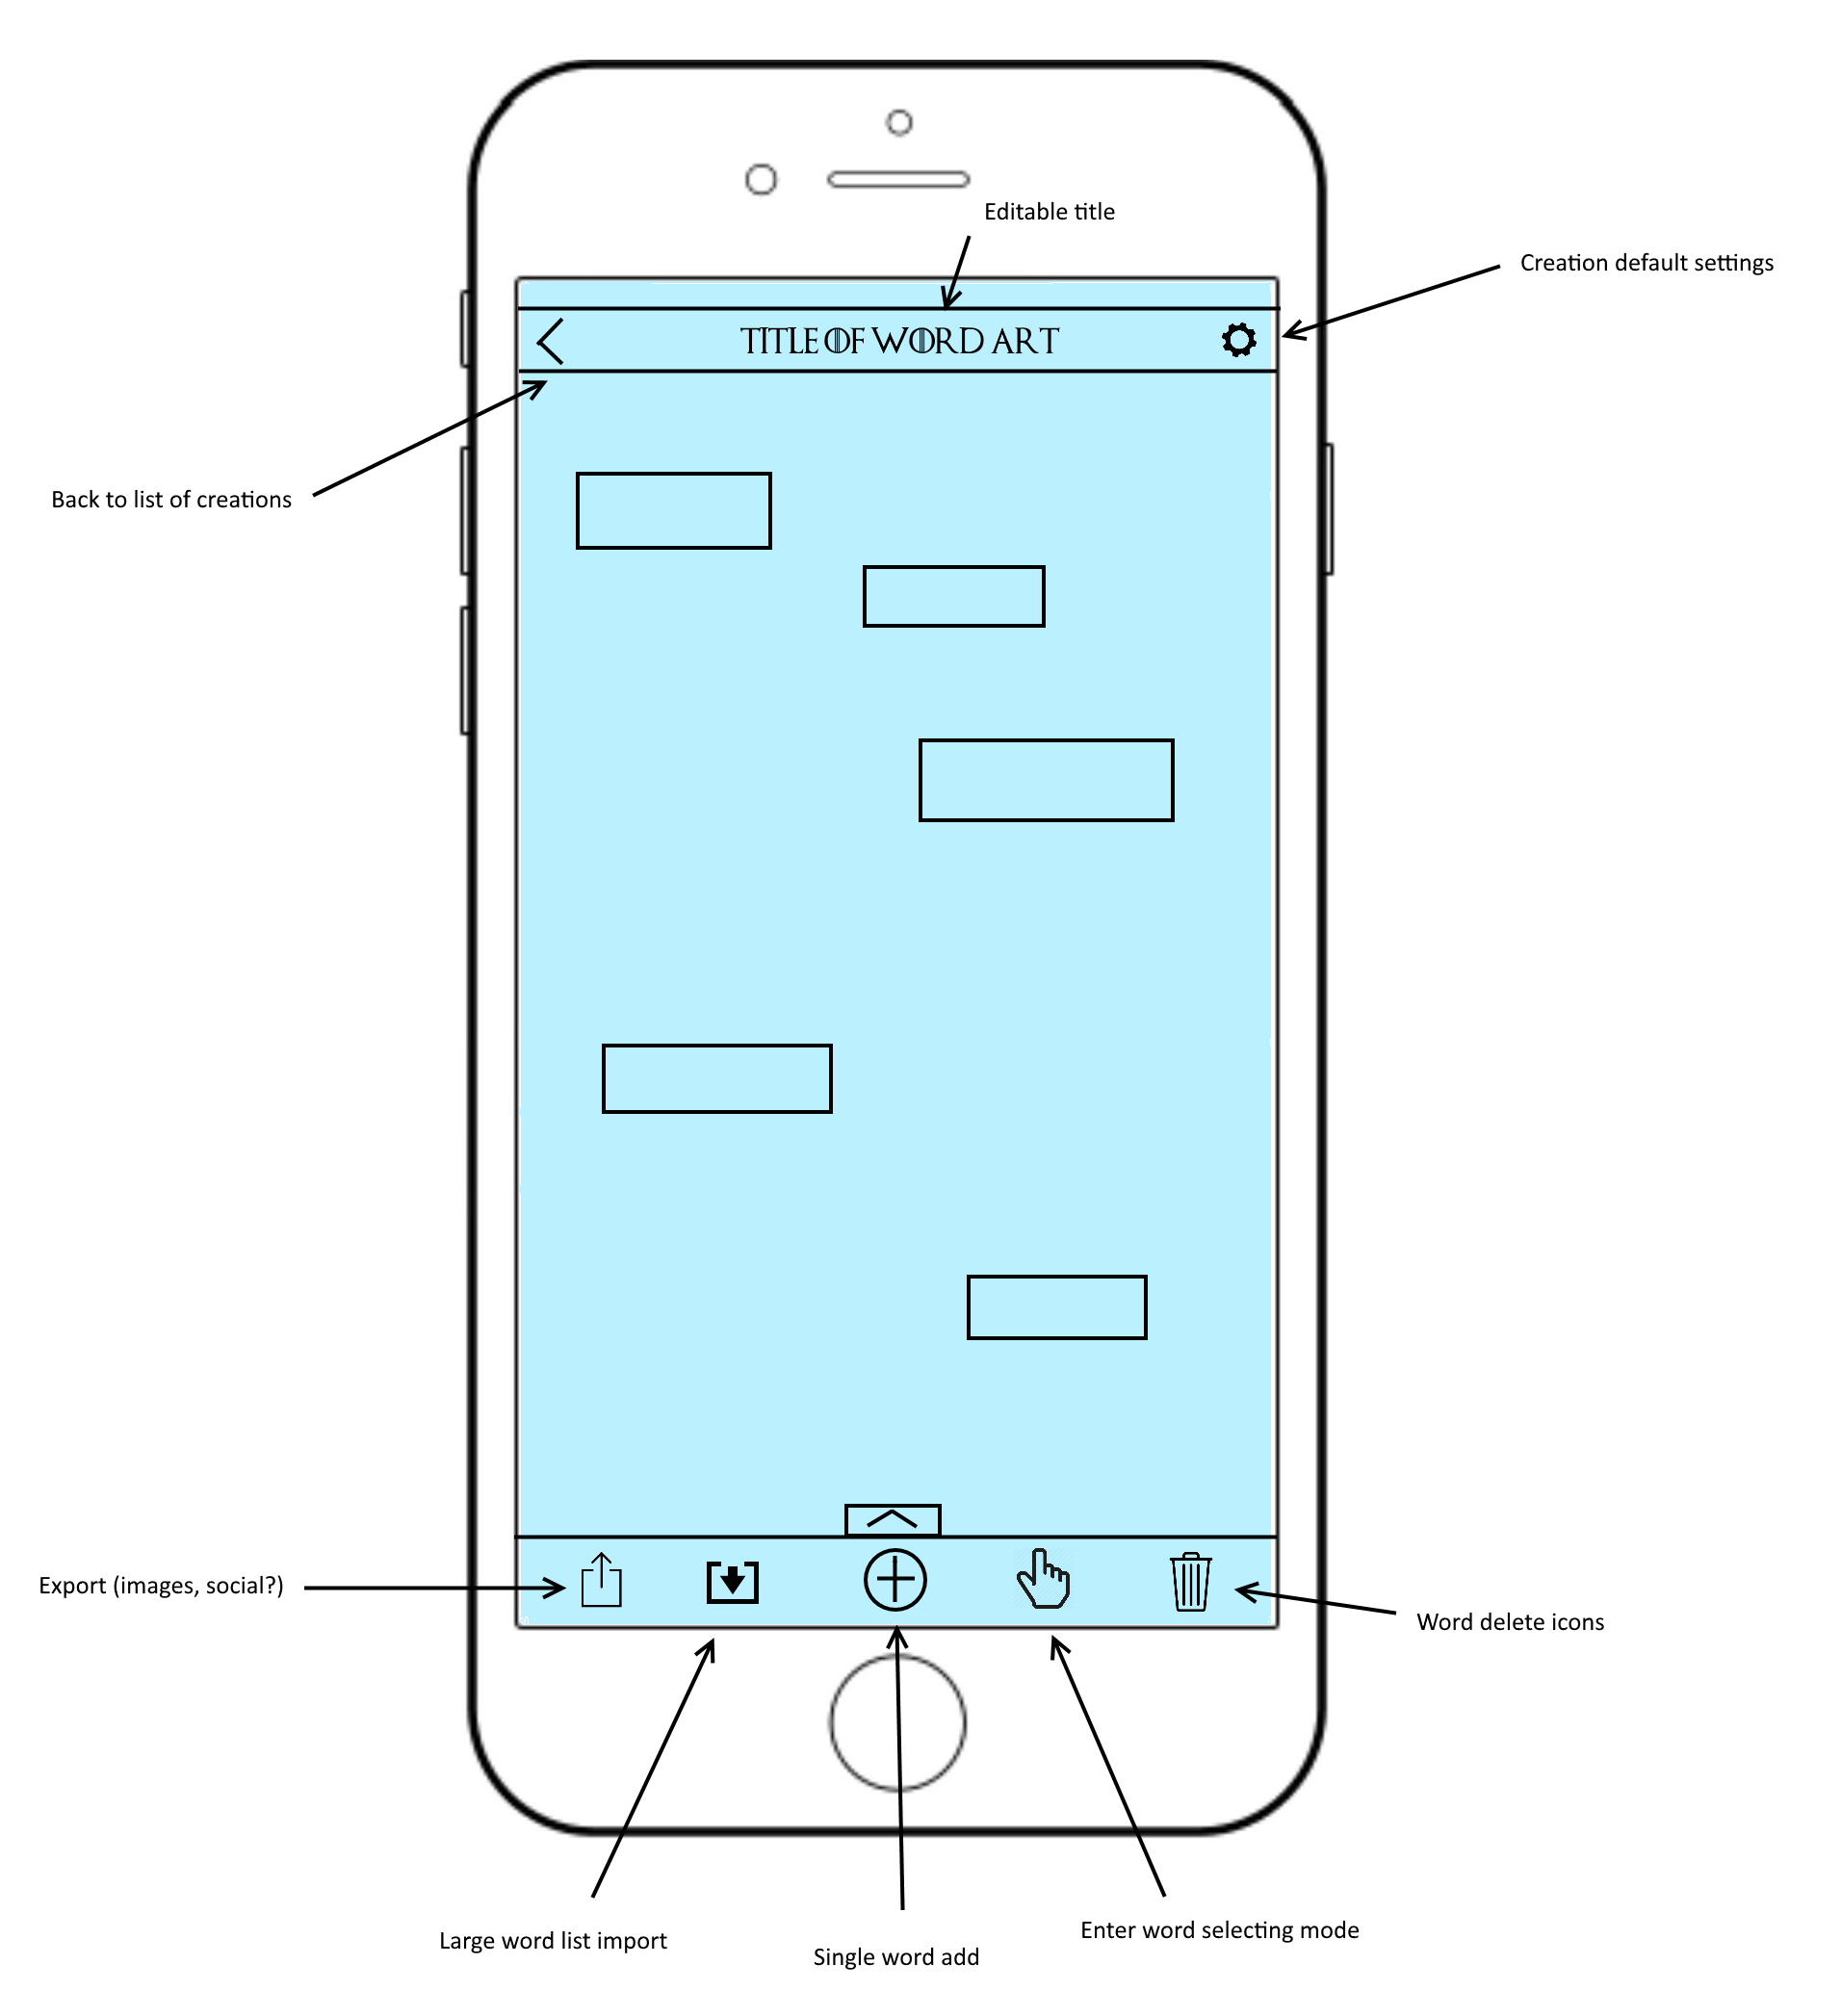 Editable title
Creation default settings
TITLE OF WORD ART
Back to list of creations
Export (images, social?)
Word delete icons
Large word list import
Single word add
Enter word selecting mode